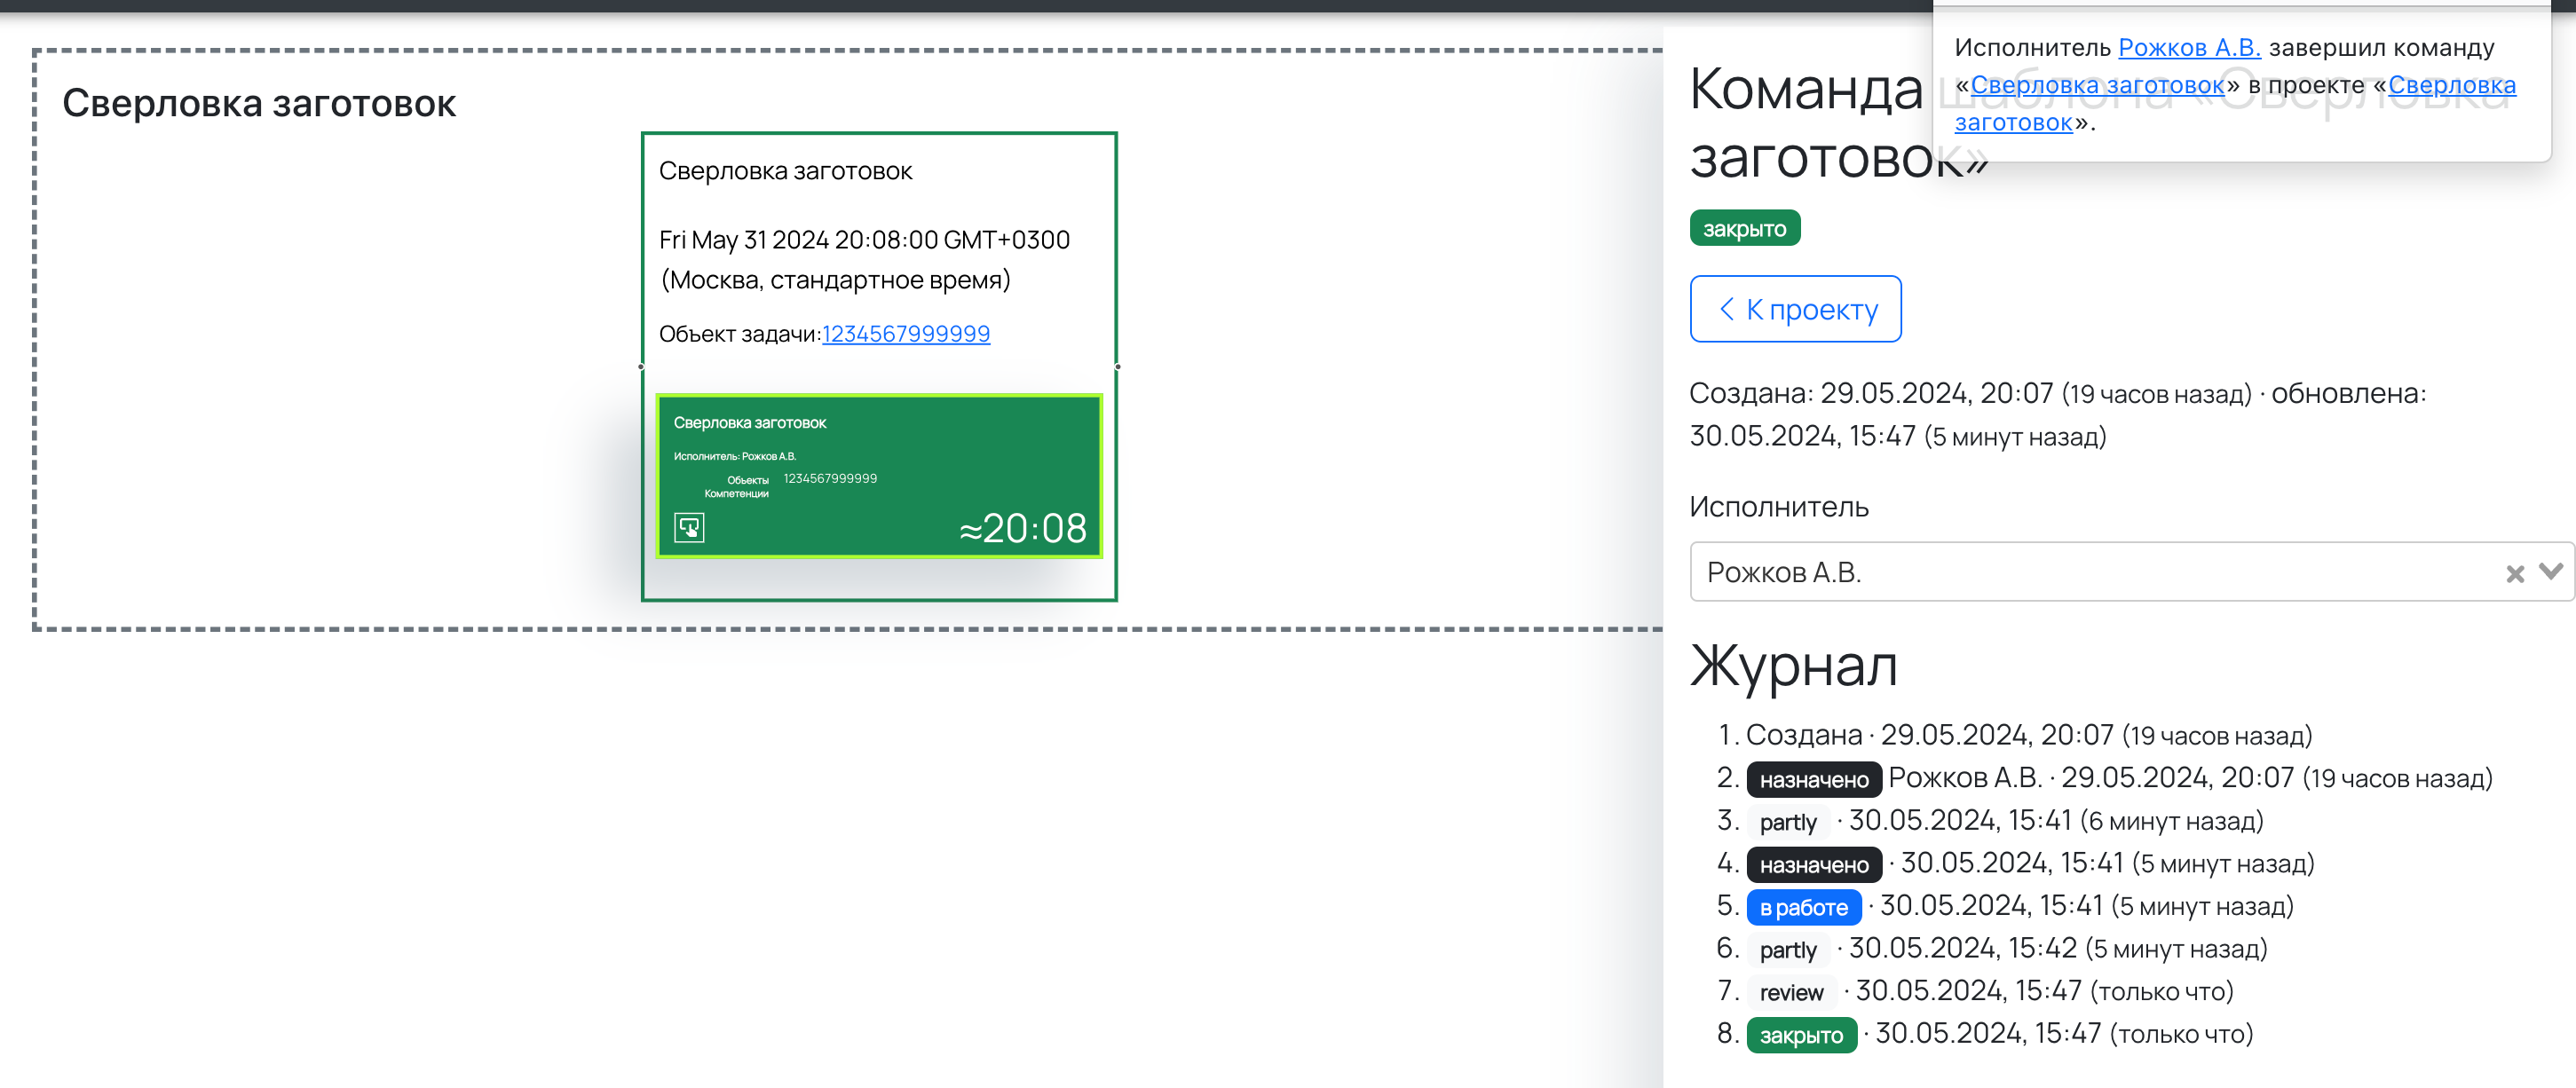 Сверловка заготовок
Сверловка заготовок
Fri May 31 2024 20:08:00 GMT+0300
(Москва, стандартное время)
Объект задачи:1234567999999
Сверловка заготовок
Исполнитель: Рожков А.В.
Объекты 1234567999999
Компетенции
≈20:08
Исполнитель Рожков А.В. завершил команду
«Сверловка заготовок» в проекте «Сверловка
заготовок».
Команда шаблона «Сверловка
заготовок»
закрыто
К проекту
Создана: 29.05.2024, 20:07 (19 часов назад) · обновлена:
30.05.2024, 15:47 (5 минут назад)
Исполнитель
Рожков А.В.
Журнал
1. Создана · 29.05.2024, 20:07 (19 часов назад)
2. назначено Рожков А.В. · 29.05.2024, 20:07 (19 часов назад)
3. partly · 30.05.2024, 15:41 (6 минут назад)
4. назначено · 30.05.2024, 15:41 (5 минут назад)
5. в работе · 30.05.2024, 15:41 (5 минут назад)
6. partly · 30.05.2024, 15:42 (5 минут назад)
7. review · 30.05.2024, 15:47 (только что)
8. закрыто · 30.05.2024, 15:47 (только что)